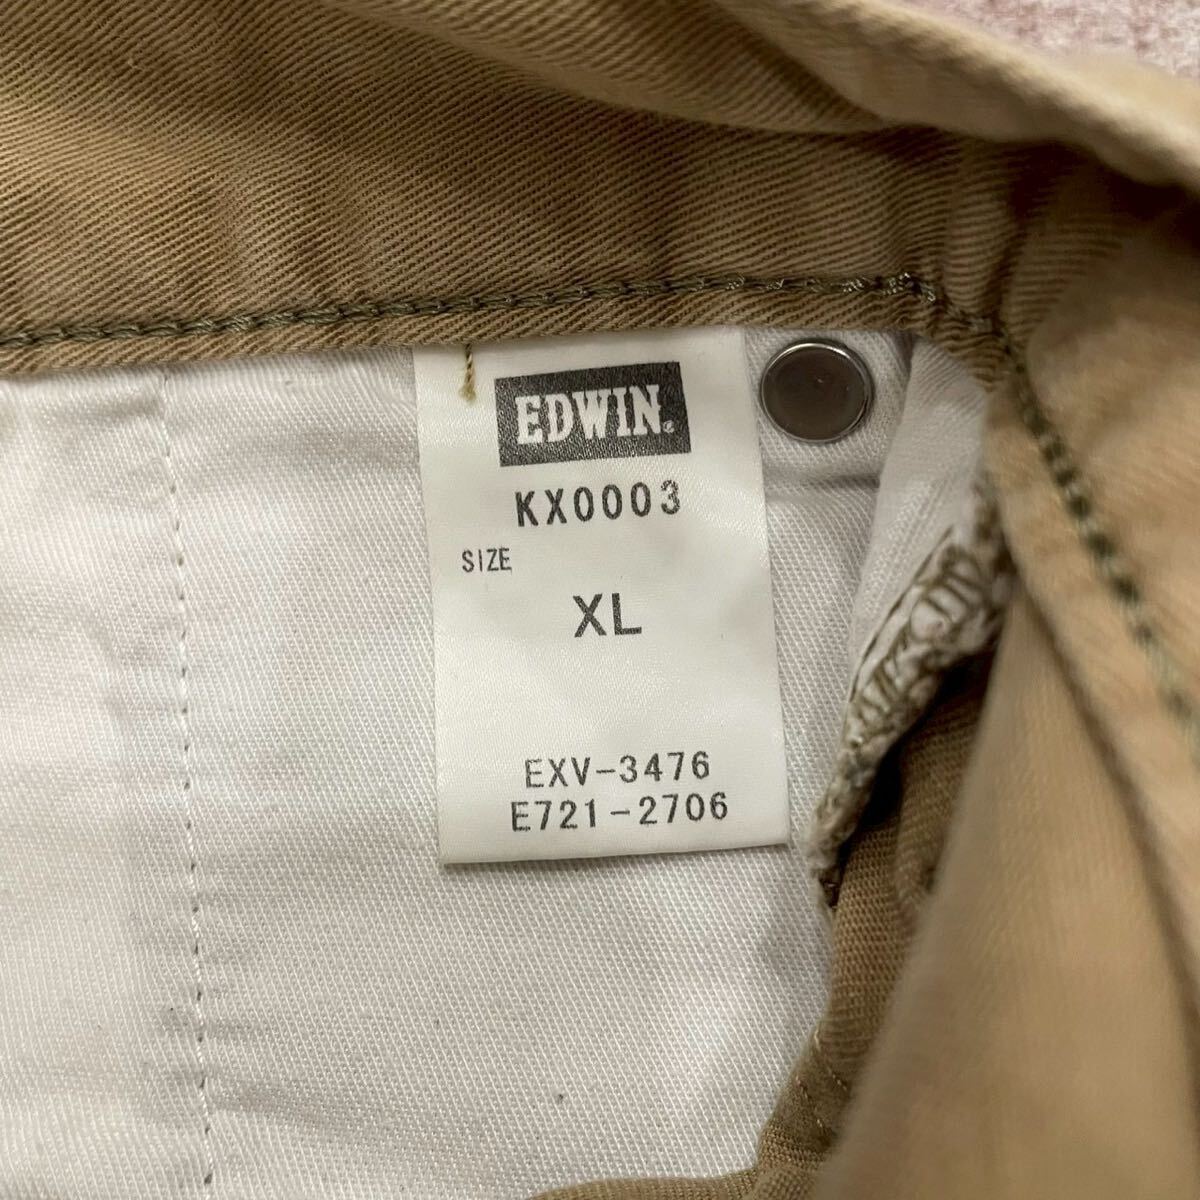 EDWIN.
KX0003
SIZE
XL
EXV-3476
E721-2706